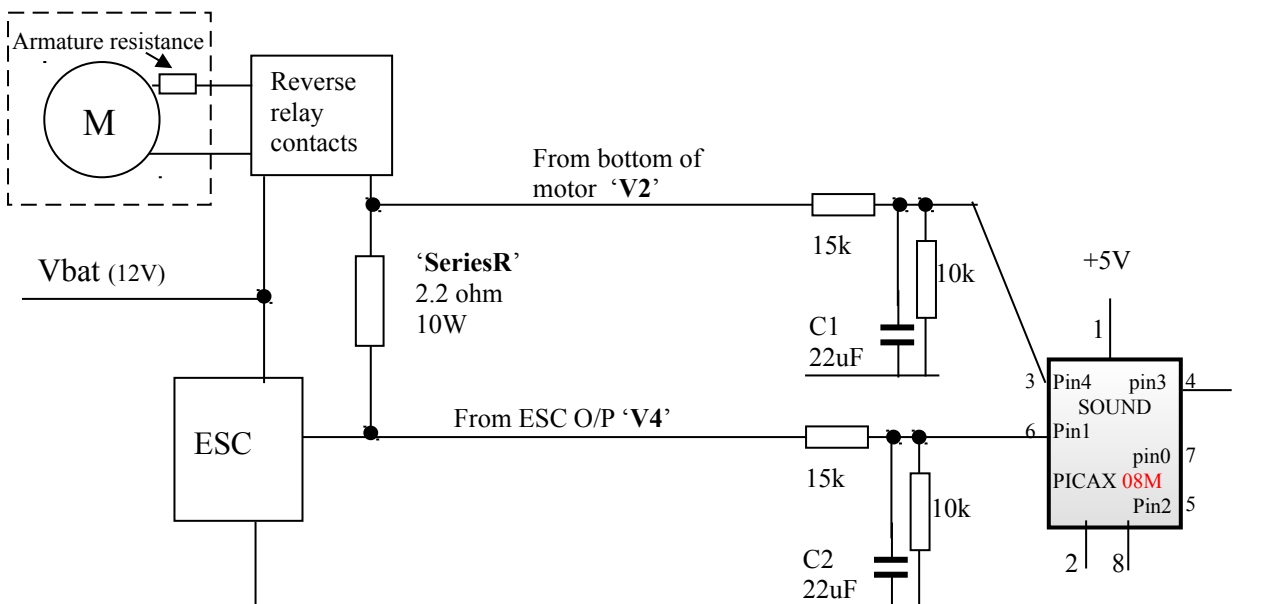 Armature resistance
M
Reverse
relay
contacts
From bottom of
motor ‘V2’
15k
10k
+5V
Vbat (12V)
‘SeriesR’
2.2 ohm
10W
C1
22uF
1
3
Pin4
pin3
4
SOUND
From ESC O/P ‘V4’
6
Pin1
ESC
pin0
7
15k
PICAX 08M
10k
Pin2
5
C2
22uF
2
8